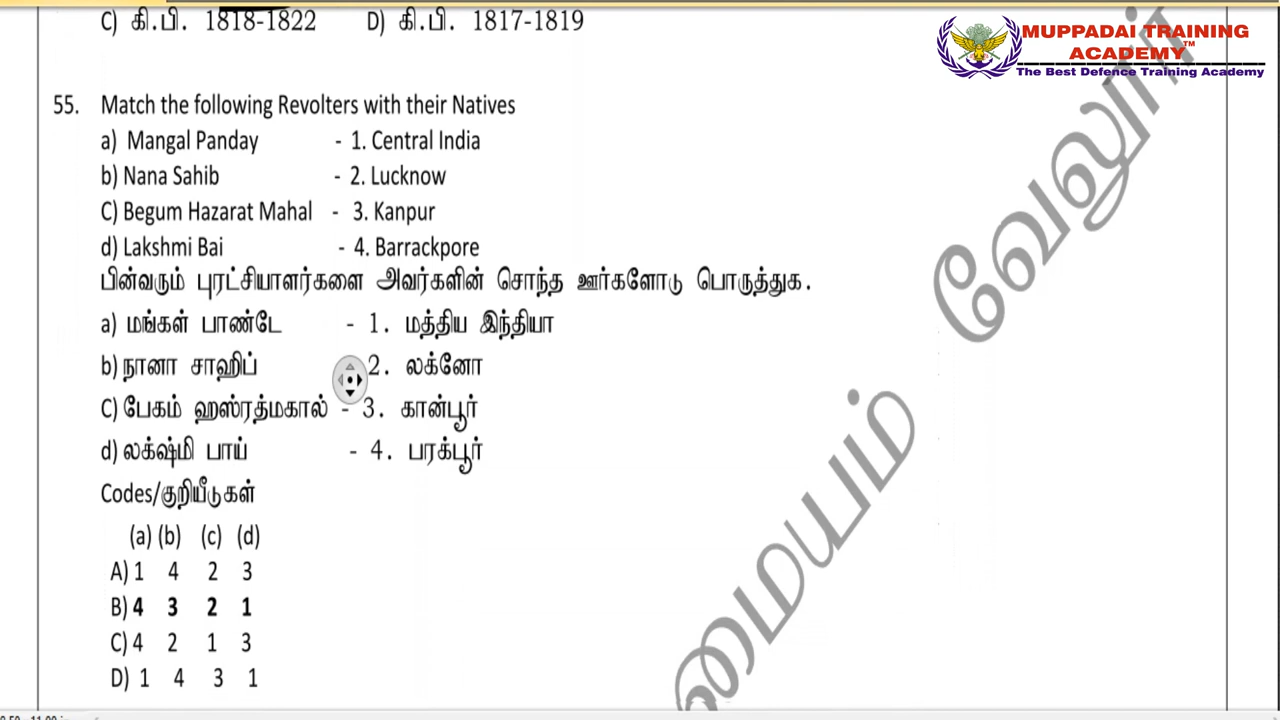 C) கி.பி. 1818-1822 D) கி.பி. 1817-1819
MUPPADAI TRAINING
ACADEMY™
The Best Defence Training Academy
55. Match the following Revolters with their Natives
a) Mangal Panday - 1. Central India
b) Nana Sahib - 2. Lucknow
C) Begum Hazarat Mahal - 3. Kanpur
d) Lakshmi Bai - 4. Barrackpore
பின்வரும் புரட்சியாளர்களை அவர்களின் சொந்த ஊர்களோடு பொருத்துக.
a) மங்கள் பாண்டே - 1. மத்திய இந்தியா
b) நானா சாஹிப் 2. லக்னோ
C) பேகம் ஹஸ்ரத்மகால் - 3. கான்பூர்
d) லக்ஷ்மி பாய் - 4. பரக்பூர்
Codes/குறியீடுகள்
(a) (b) (c) (d)
A) 1 4 2 3
B) 4 3 2 1
C) 4 2 1 3
D) 1 4 3 1
வேலூர்
மையம்